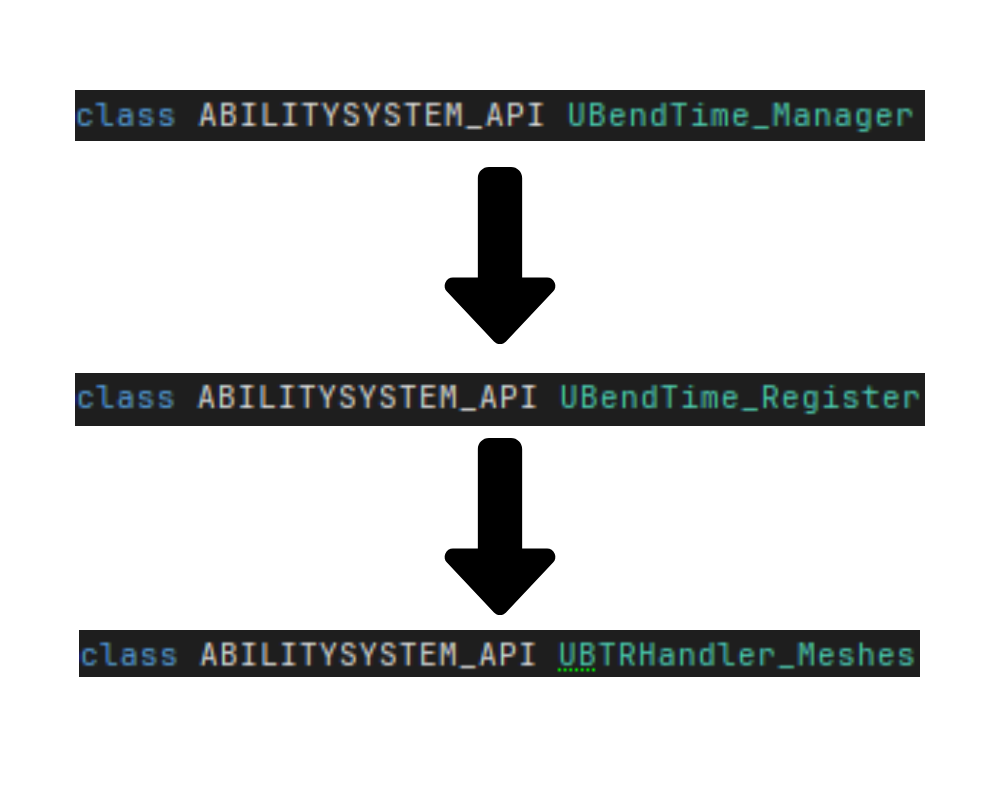 class ABILITYSYSTEM_API UBendTime_Manager
class ABILITYSYSTEM_API UBendTime_Register
class ABILITYSYSTEM_API UBTRHandler_Meshes